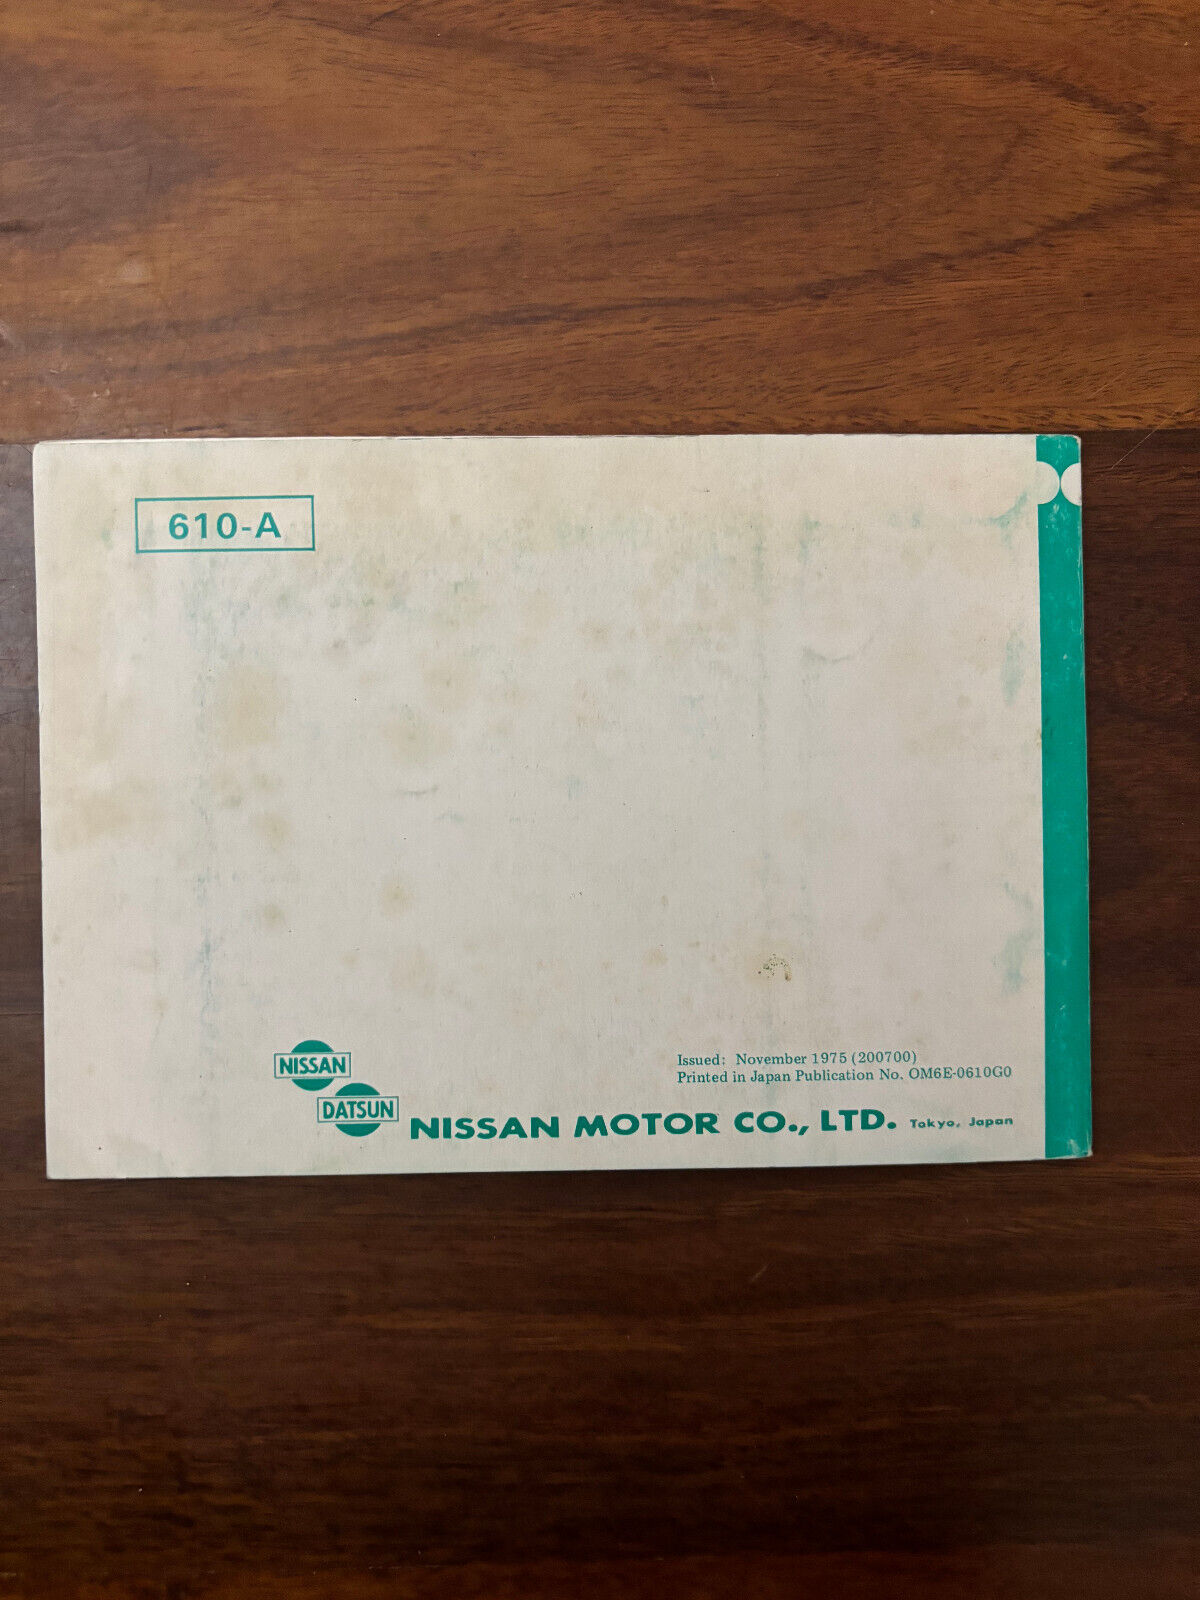 610-A
NISSAN
DATSUN
Issued: November 1975 (200700)
Printed in Japan Publication No. OM6E-0610G0
NISSAN MOTOR CO., LTD. Tokyo, Japan